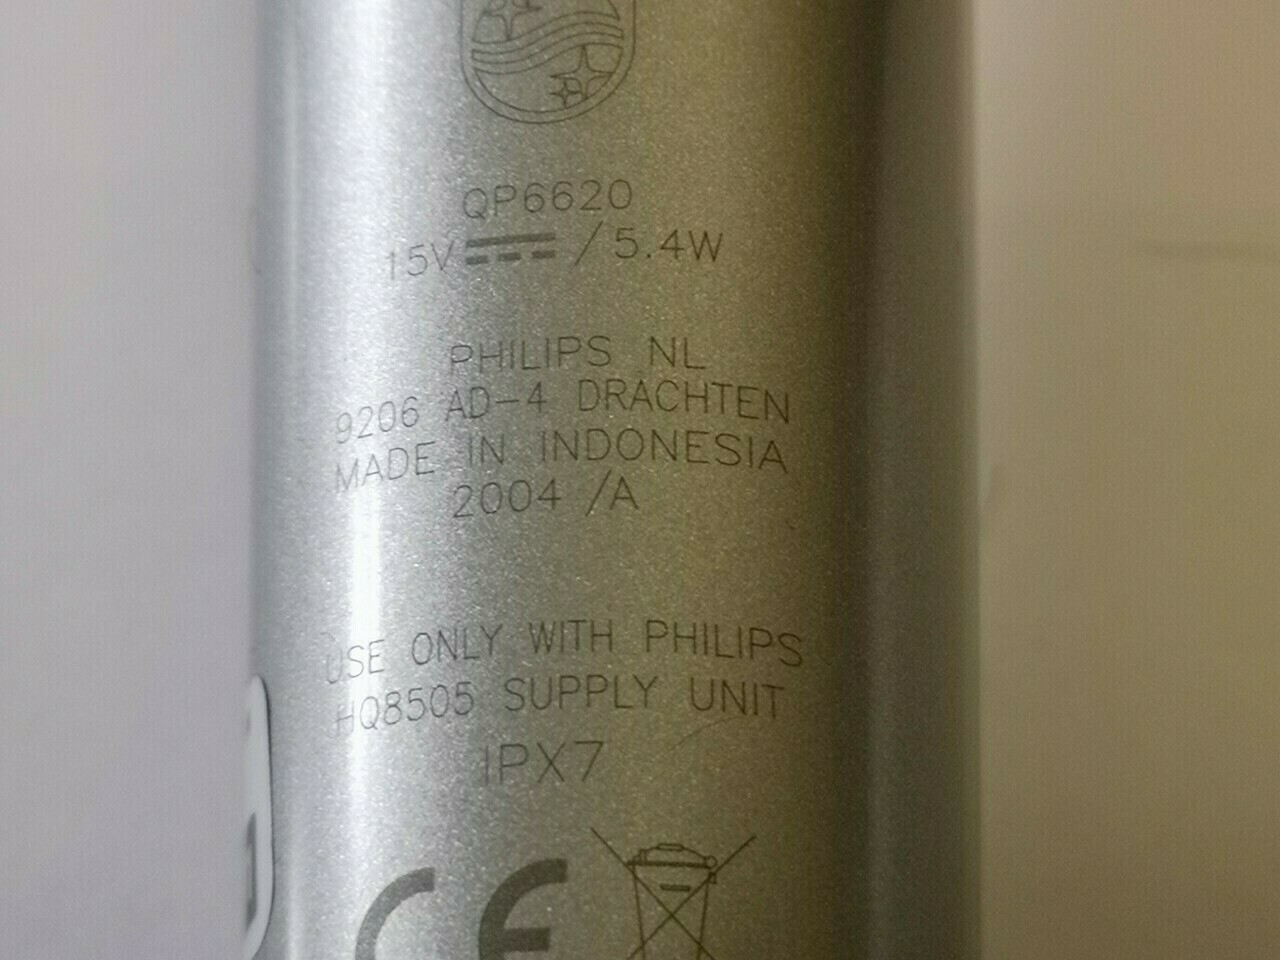 QP6620
15V⎓/5.4W
PHILIPS NL
9206 AD-4 DRACHTEN
MADE IN INDONESIA
2004 /A
USE ONLY WITH PHILIPS
HQ8505 SUPPLY UNIT
IPX7
CE